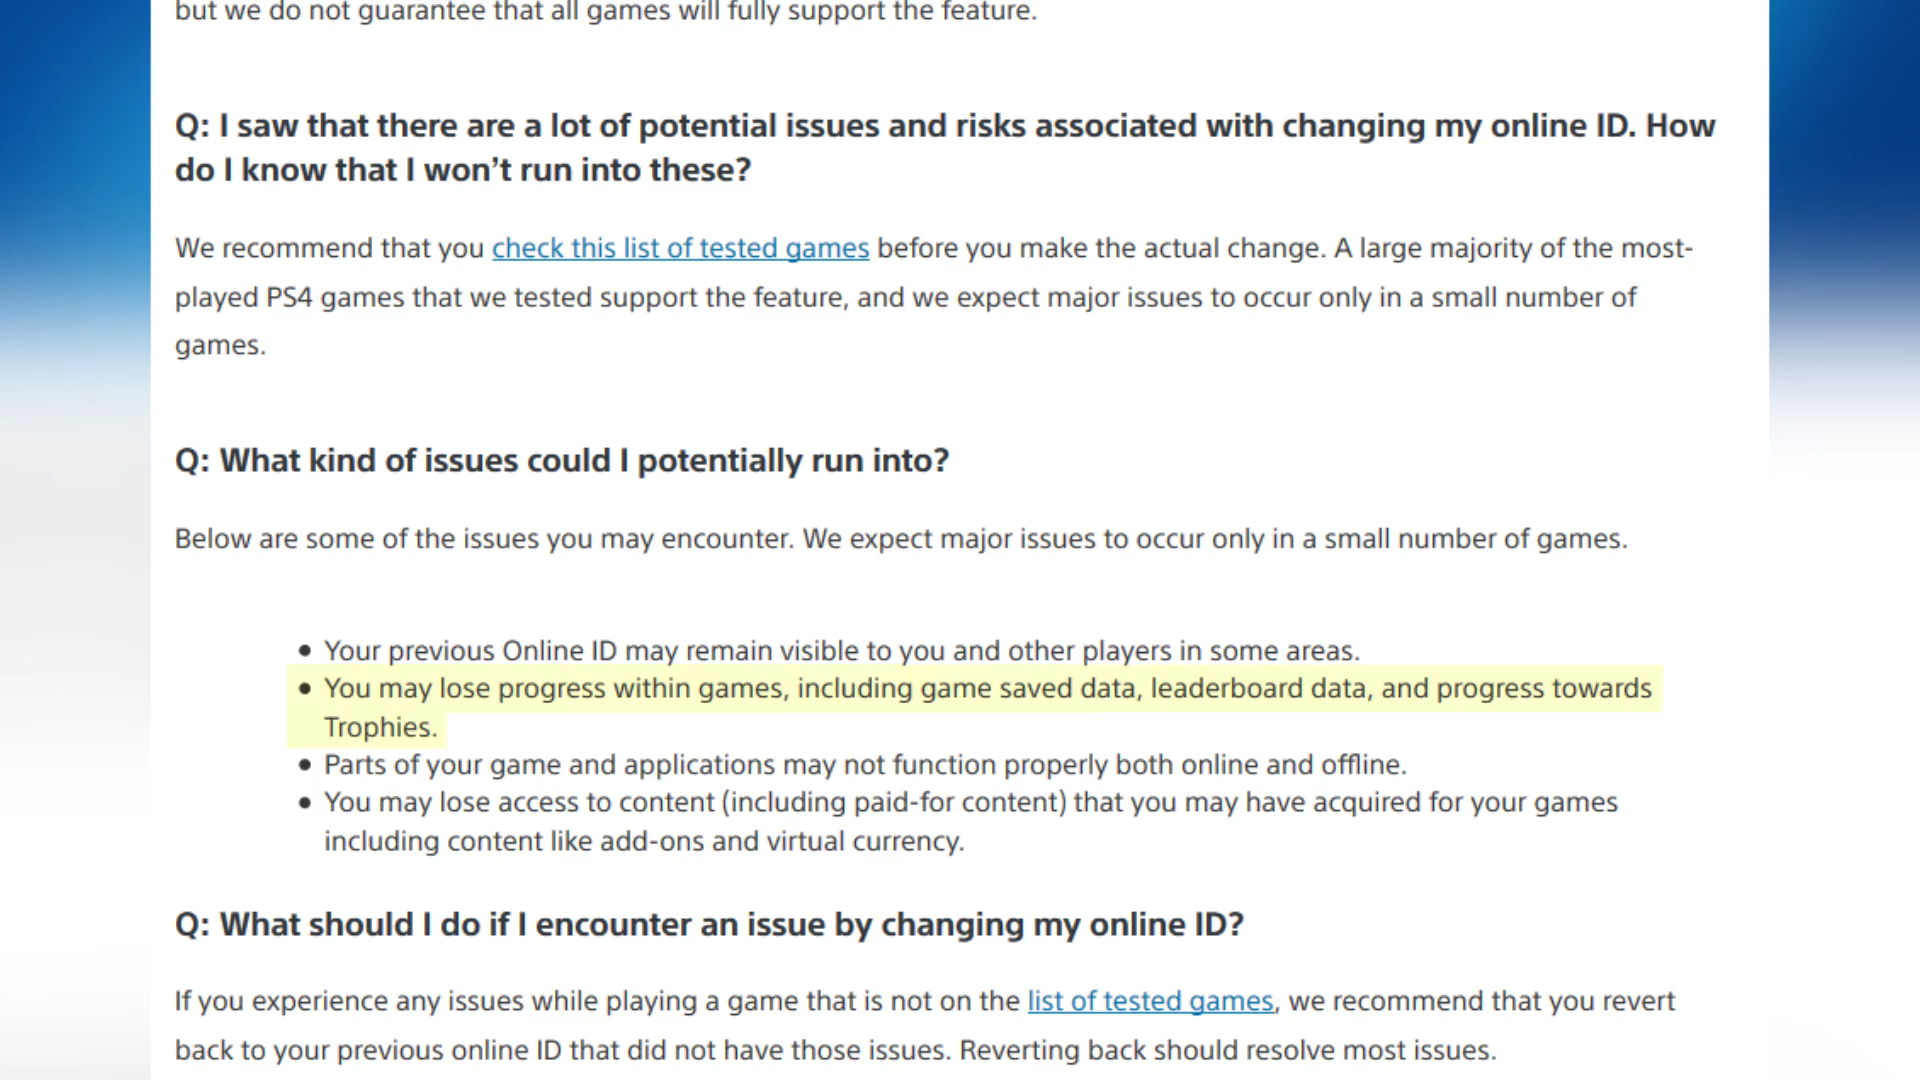 but we do not guarantee that all games will fully support the feature.
Q: I saw that there are a lot of potential issues and risks associated with changing my online ID. How
do I know that I won’t run into these?
We recommend that you check this list of tested games before you make the actual change. A large majority of the most-
played PS4 games that we tested support the feature, and we expect major issues to occur only in a small number of
games.
Q: What kind of issues could I potentially run into?
Below are some of the issues you may encounter. We expect major issues to occur only in a small number of games.
• Your previous Online ID may remain visible to you and other players in some areas.
• You may lose progress within games, including game saved data, leaderboard data, and progress towards
Trophies.
• Parts of your game and applications may not function properly both online and offline.
• You may lose access to content (including paid-for content) that you may have acquired for your games
including content like add-ons and virtual currency.
Q: What should I do if I encounter an issue by changing my online ID?
If you experience any issues while playing a game that is not on the list of tested games, we recommend that you revert
back to your previous online ID that did not have those issues. Reverting back should resolve most issues.